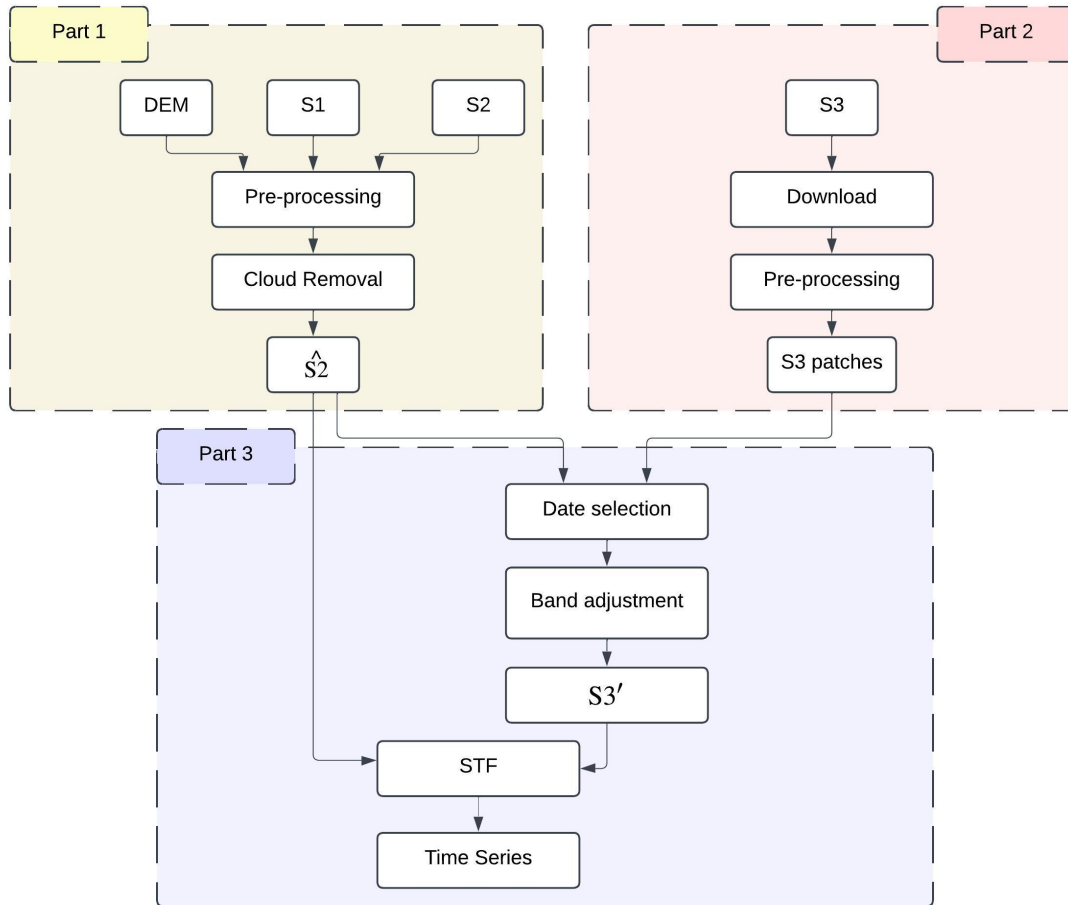 Part 1
Part 2
DEM
S1
S2
S3
Pre-processing
Download
Cloud Removal
Pre-processing
Ŝ2
S3 patches
Part 3
Date selection
Band adjustment
S3′
STF
Time Series